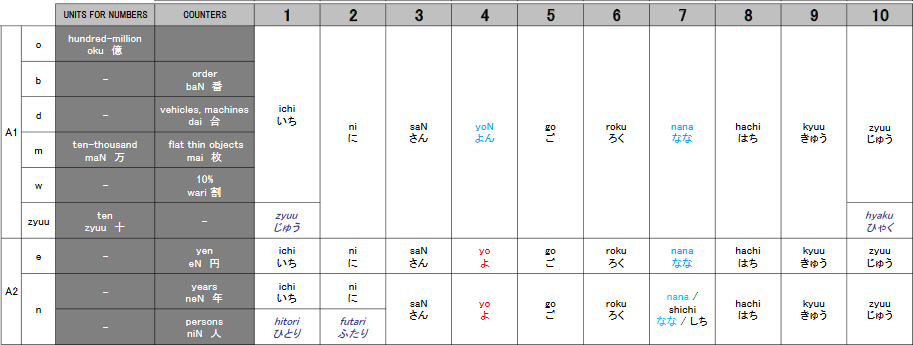 UNITS FOR NUMBERS COUNTERS 1 2 3 4 5 6 7 8 9 10
A1
o
hundred-million
oku 億
b
-
order
baN 番
d
-
vehicles, machines
dai 台
m
ten-thousand
maN 万
flat thin objects
mai 枚
w
-
10%
wari 割
zyuu
ten
zyuu 十
-
ichi
いち
zyuu
じゅう
ni
に
saN
さん
yoN
よん
go
ご
roku
ろく
nana
なな
hachi
はち
kyuu
きゅう
zyuu
じゅう
hyaku
ひゃく
A2
e
-
yen
eN 円
ichi
いち
ni
に
saN
さん
yo
よ
go
ご
roku
ろく
nana
なな
hachi
はち
kyuu
きゅう
zyuu
じゅう
n
-
years
neN 年
ichi
いち
ni
に
-
persons
niN 人
hitori
ひとり
futari
ふたり
saN
さん
yo
よ
go
ご
roku
ろく
nana /
shichi
なな / しち
hachi
はち
kyuu
きゅう
zyuu
じゅう